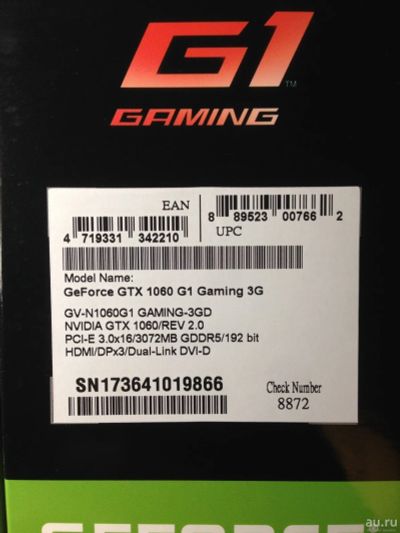 G1
TM
GAMING
EAN
4 719331 342210
8 89523 00766 2
UPC
Model Name:
GeForce GTX 1060 G1 Gaming 3G
GV-N1060G1 GAMING-3GD
NVIDIA GTX 1060/REV 2.0
PCI-E 3.0x16/3072MB GDDR5/192 bit
HDMI/DPx3/Dual-Link DVI-D
SN173641019866
Check Number
8872
GEFORCE
au.ru